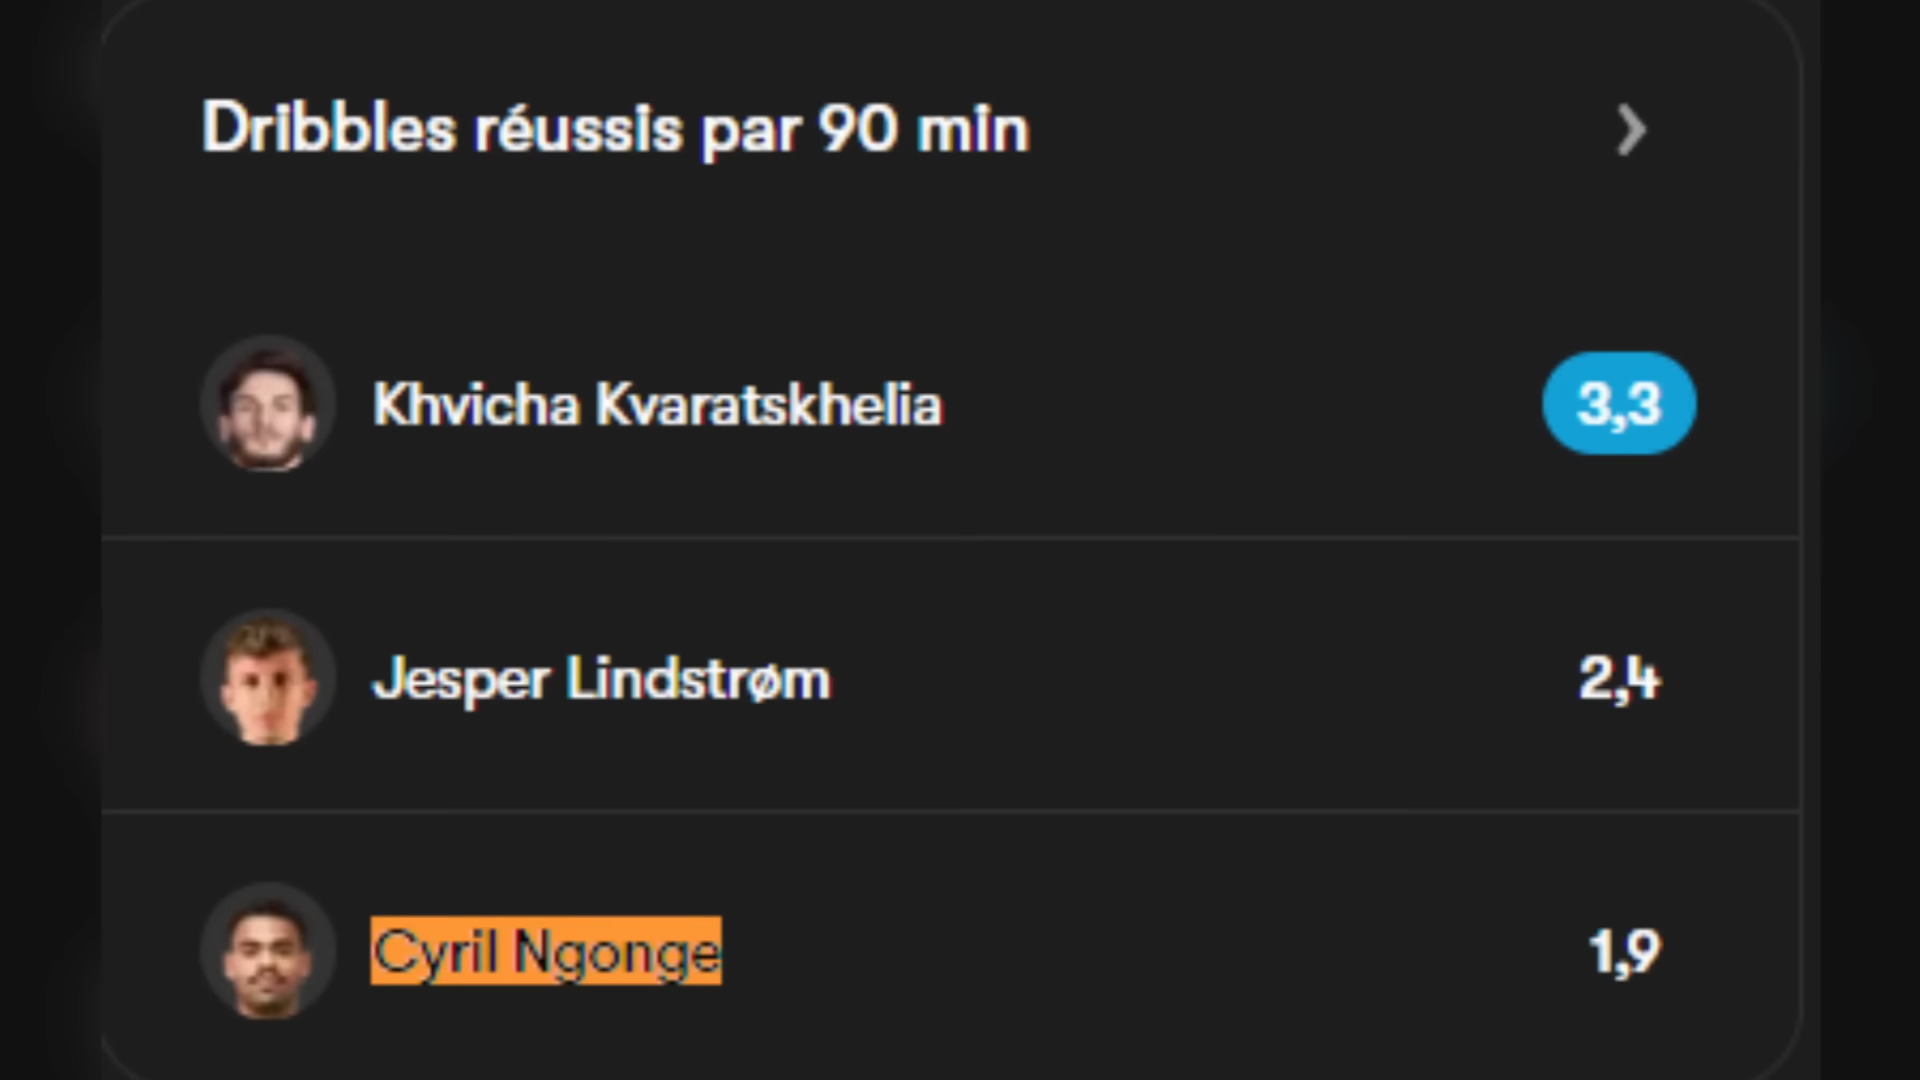 Dribbles réussis par 90 min
Khvicha Kvaratskhelia 3,3
Jesper Lindstrøm 2,4
Cyril Ngonge 1,9